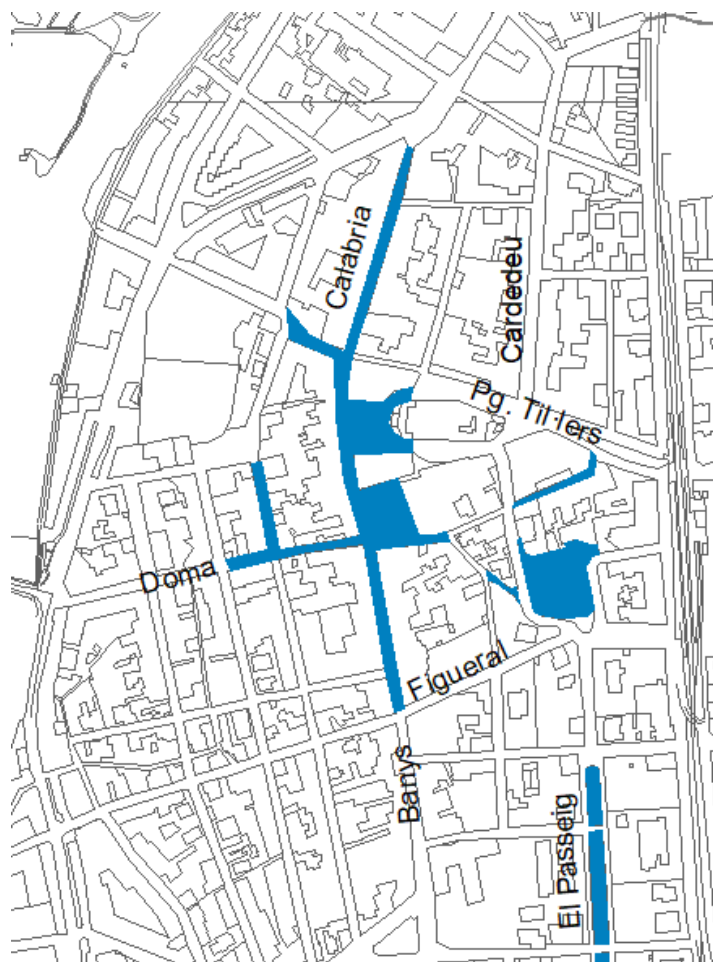 Calabria
Cardedeu
Pg. Til·lers
Doma
Figueral
Banys
El Passeig